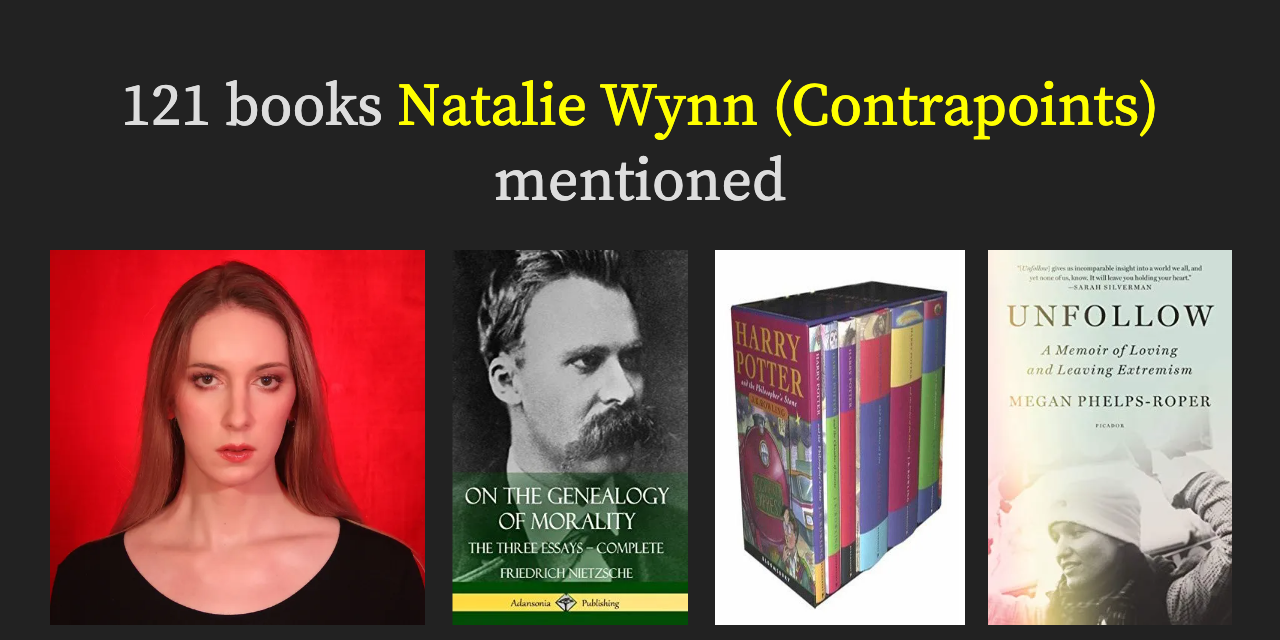 121 books Natalie Wynn (Contrapoints)
mentioned
ON THE GENEALOGY
OF MORALITY
THE THREE ESSAYS – COMPLETE
FRIEDRICH NIETZSCHE
Adansonia Publishing
HARRY
POTTER
and the Philosopher's Stone
BLOOMSBURY
"[Unfollow] gives us incomparable insight into a world we all, and
yet none of us, know. It will leave you holding your heart."
—SARAH SILVERMAN
UNFOLLOW
A Memoir of Loving
and Leaving Extremism
MEGAN PHELPS-ROPER
PICADOR